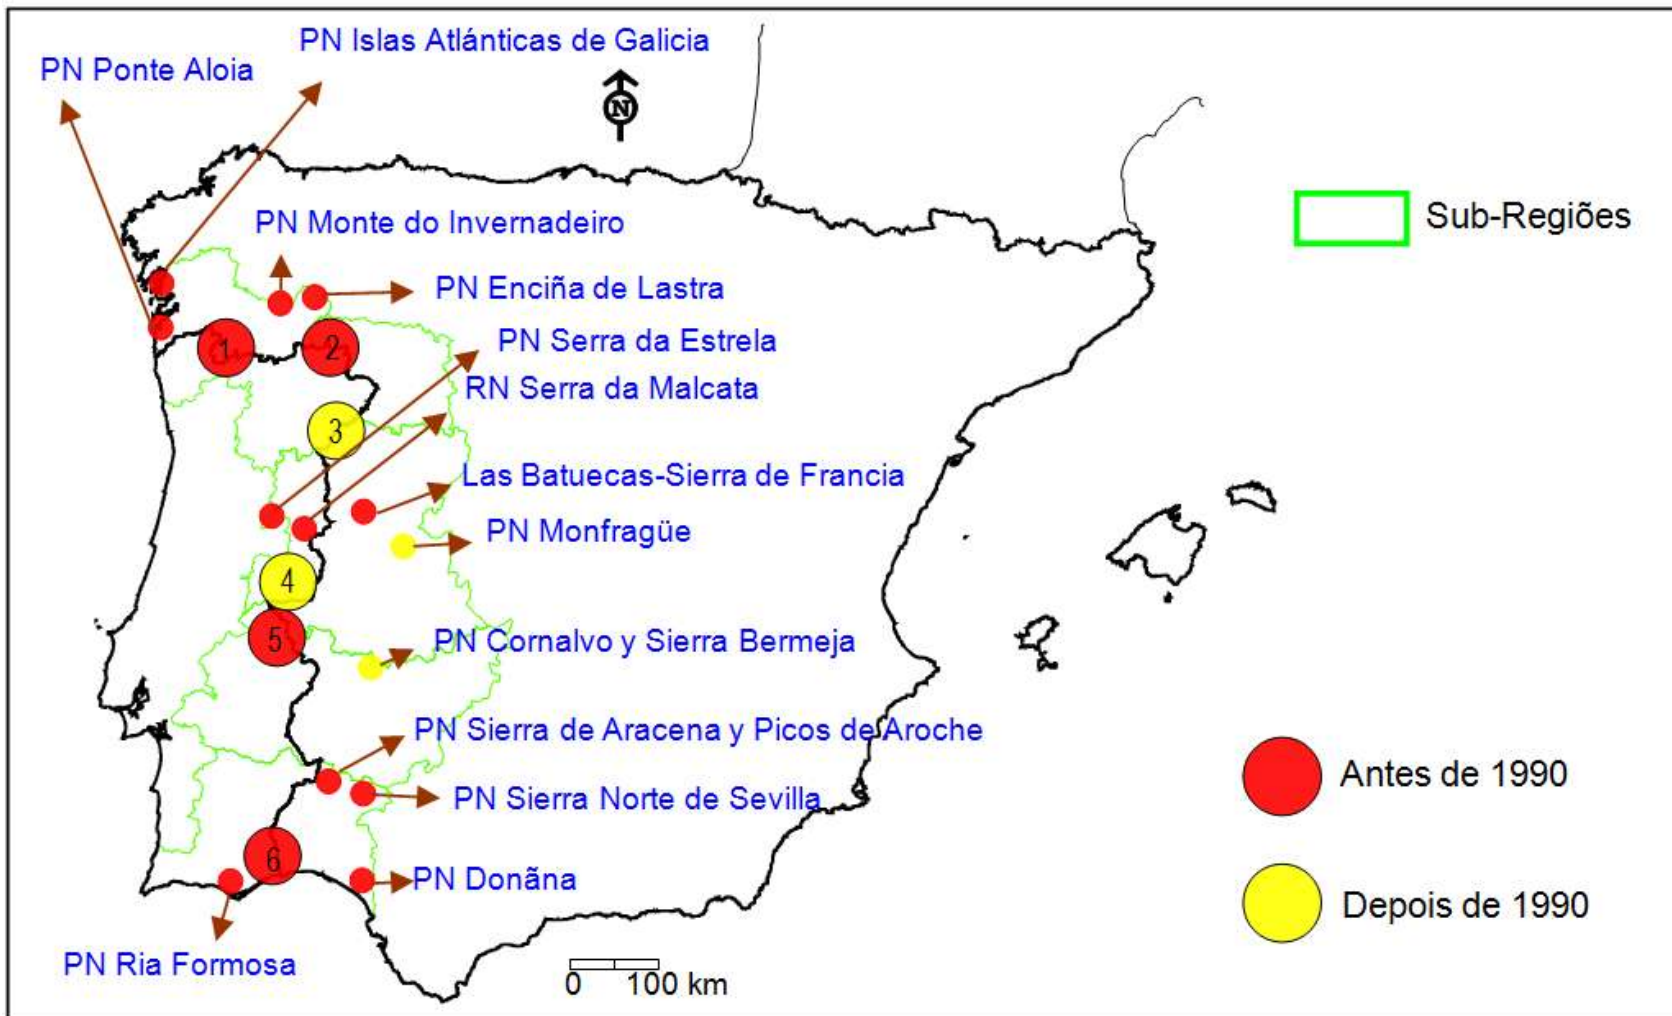 PN Islas Atlánticas de Galicia
PN Ponte Aloia
N
PN Monte do Invernadeiro
Sub-Regiões
PN Enciña de Lastra
PN Serra da Estrela
1
2
RN Serra da Malcata
3
Las Batuecas-Sierra de Francia
PN Monfragüe
4
5
PN Cornalvo y Sierra Bermeja
PN Sierra de Aracena y Picos de Aroche
Antes de 1990
PN Sierra Norte de Sevilla
6
PN Donãna
Depois de 1990
PN Ria Formosa
0 100 km